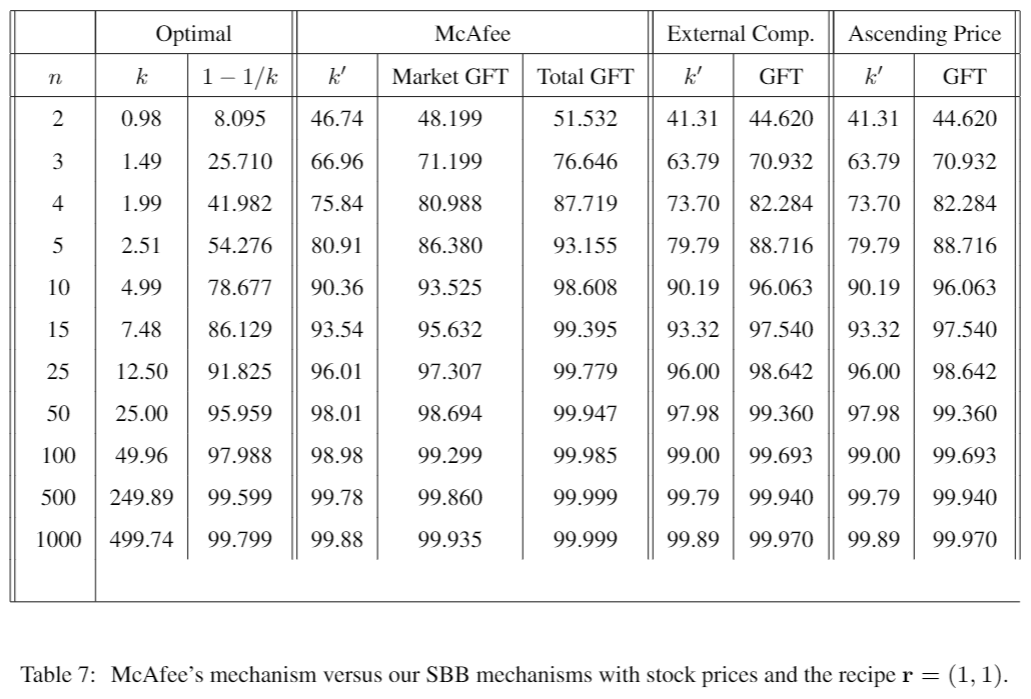 Optimal McAfee External Comp. Ascending Price
n k 1 − 1/k k′ Market GFT Total GFT k′ GFT k′ GFT
2 0.98 8.095 46.74 48.199 51.532 41.31 44.620 41.31 44.620
3 1.49 25.710 66.96 71.199 76.646 63.79 70.932 63.79 70.932
4 1.99 41.982 75.84 80.988 87.719 73.70 82.284 73.70 82.284
5 2.51 54.276 80.91 86.380 93.155 79.79 88.716 79.79 88.716
10 4.99 78.677 90.36 93.525 98.608 90.19 96.063 90.19 96.063
15 7.48 86.129 93.54 95.632 99.395 93.32 97.540 93.32 97.540
25 12.50 91.825 96.01 97.307 99.779 96.00 98.642 96.00 98.642
50 25.00 95.959 98.01 98.694 99.947 97.98 99.360 97.98 99.360
100 49.96 97.988 98.98 99.299 99.985 99.00 99.693 99.00 99.693
500 249.89 99.599 99.78 99.860 99.999 99.79 99.940 99.79 99.940
1000 499.74 99.799 99.88 99.935 99.999 99.89 99.970 99.89 99.970
Table 7: McAfee's mechanism versus our SBB mechanisms with stock prices and the recipe r = (1, 1).